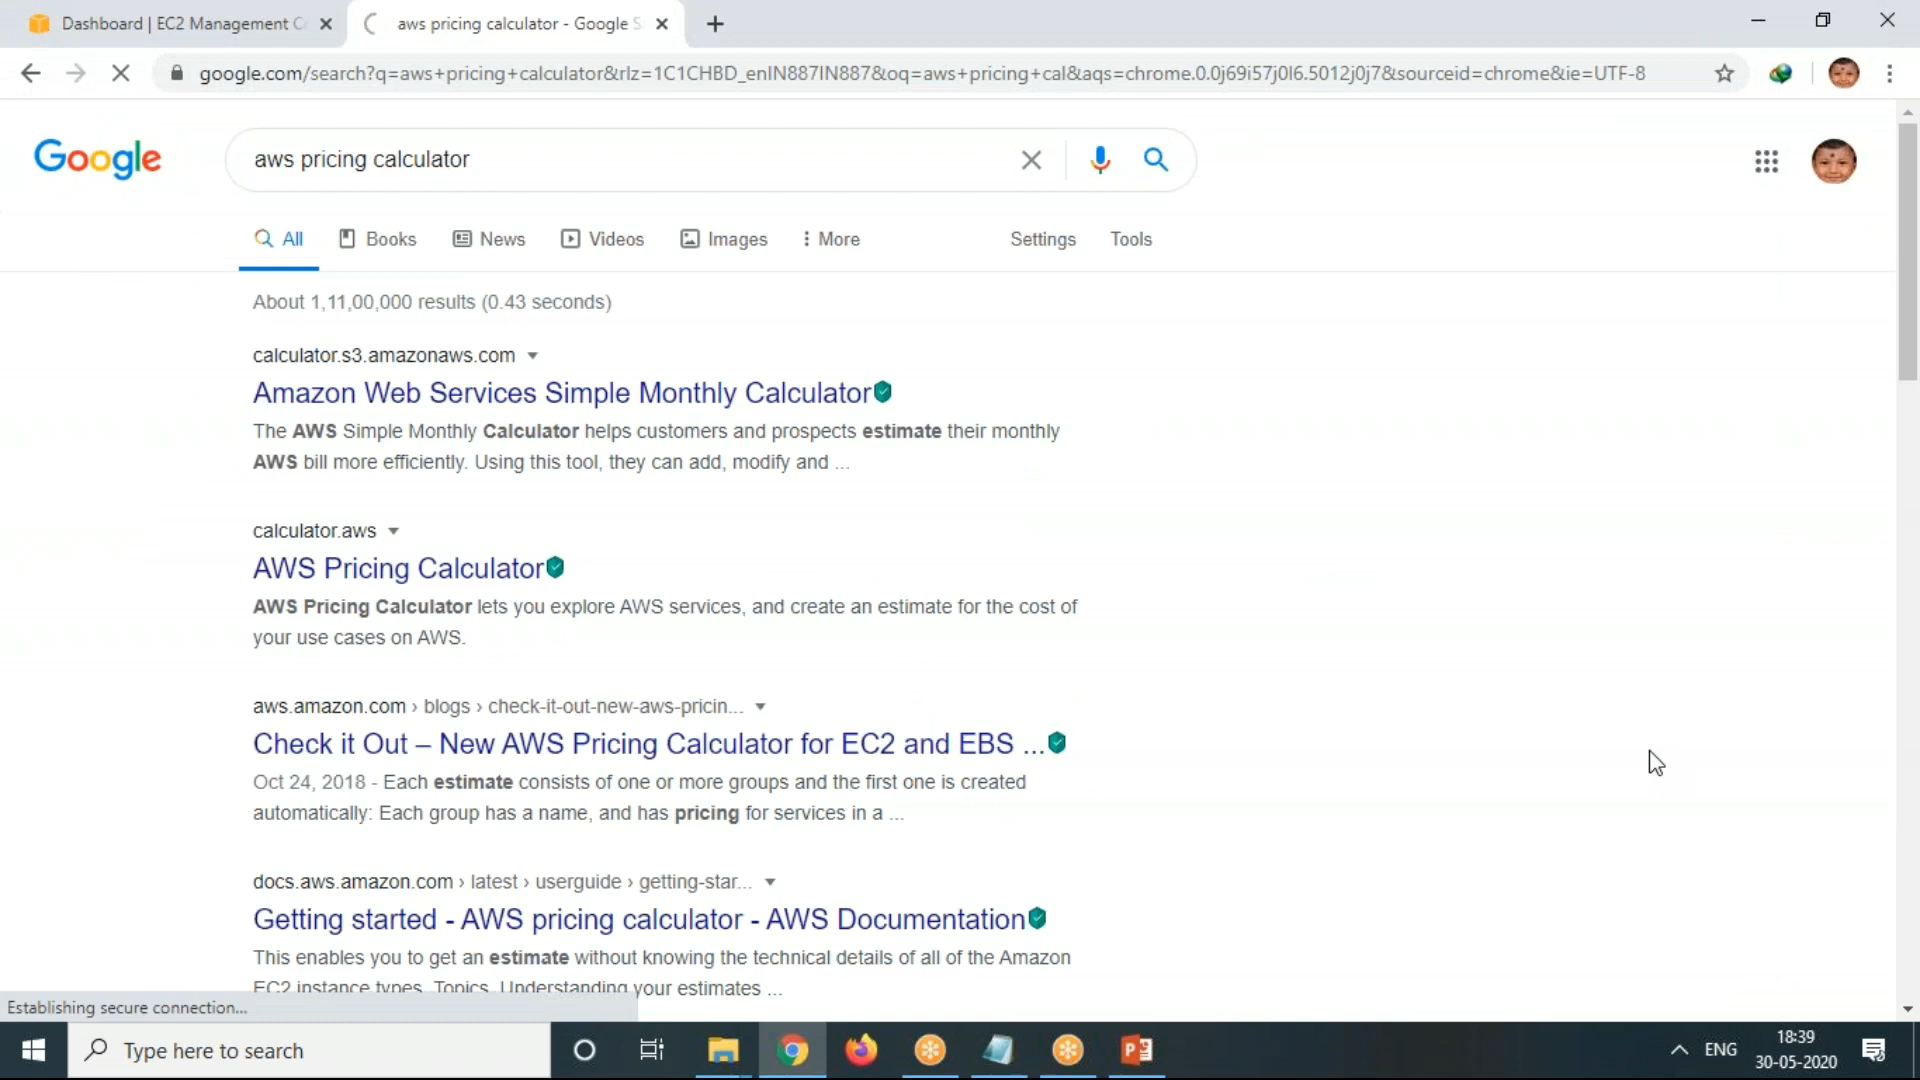 Dashboard | EC2 Management C
aws pricing calculator - Google S
google.com/search?q=aws+pricing+calculator&rlz=1C1CHBD_enIN887IN887&oq=aws+pricing+cal&aqs=chrome.0.0j69i57j0l6.5012j0j7&sourceid=chrome&ie=UTF-8
Google
aws pricing calculator
All Books News Videos Images More Settings Tools
About 1,11,00,000 results (0.43 seconds)
calculator.s3.amazonaws.com
Amazon Web Services Simple Monthly Calculator
The AWS Simple Monthly Calculator helps customers and prospects estimate their monthly
AWS bill more efficiently. Using this tool, they can add, modify and ...
calculator.aws
AWS Pricing Calculator
AWS Pricing Calculator lets you explore AWS services, and create an estimate for the cost of
your use cases on AWS.
aws.amazon.com › blogs › check-it-out-new-aws-pricin...
Check it Out – New AWS Pricing Calculator for EC2 and EBS ...
Oct 24, 2018 - Each estimate consists of one or more groups and the first one is created
automatically: Each group has a name, and has pricing for services in a ...
docs.aws.amazon.com › latest › userguide › getting-star...
Getting started - AWS pricing calculator - AWS Documentation
This enables you to get an estimate without knowing the technical details of all of the Amazon
EC2 instance types. Topics. Understanding your estimates ...
Establishing secure connection...
Type here to search
ENG
18:39
30-05-2020